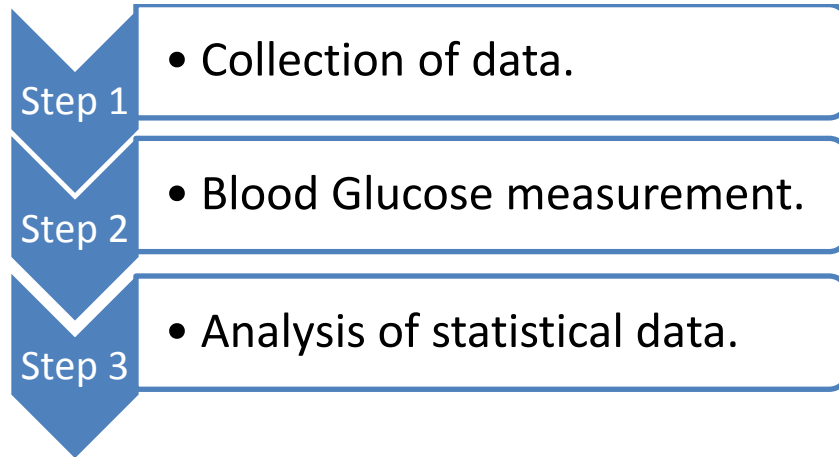 Step 1
• Collection of data.
Step 2
• Blood Glucose measurement.
Step 3
• Analysis of statistical data.